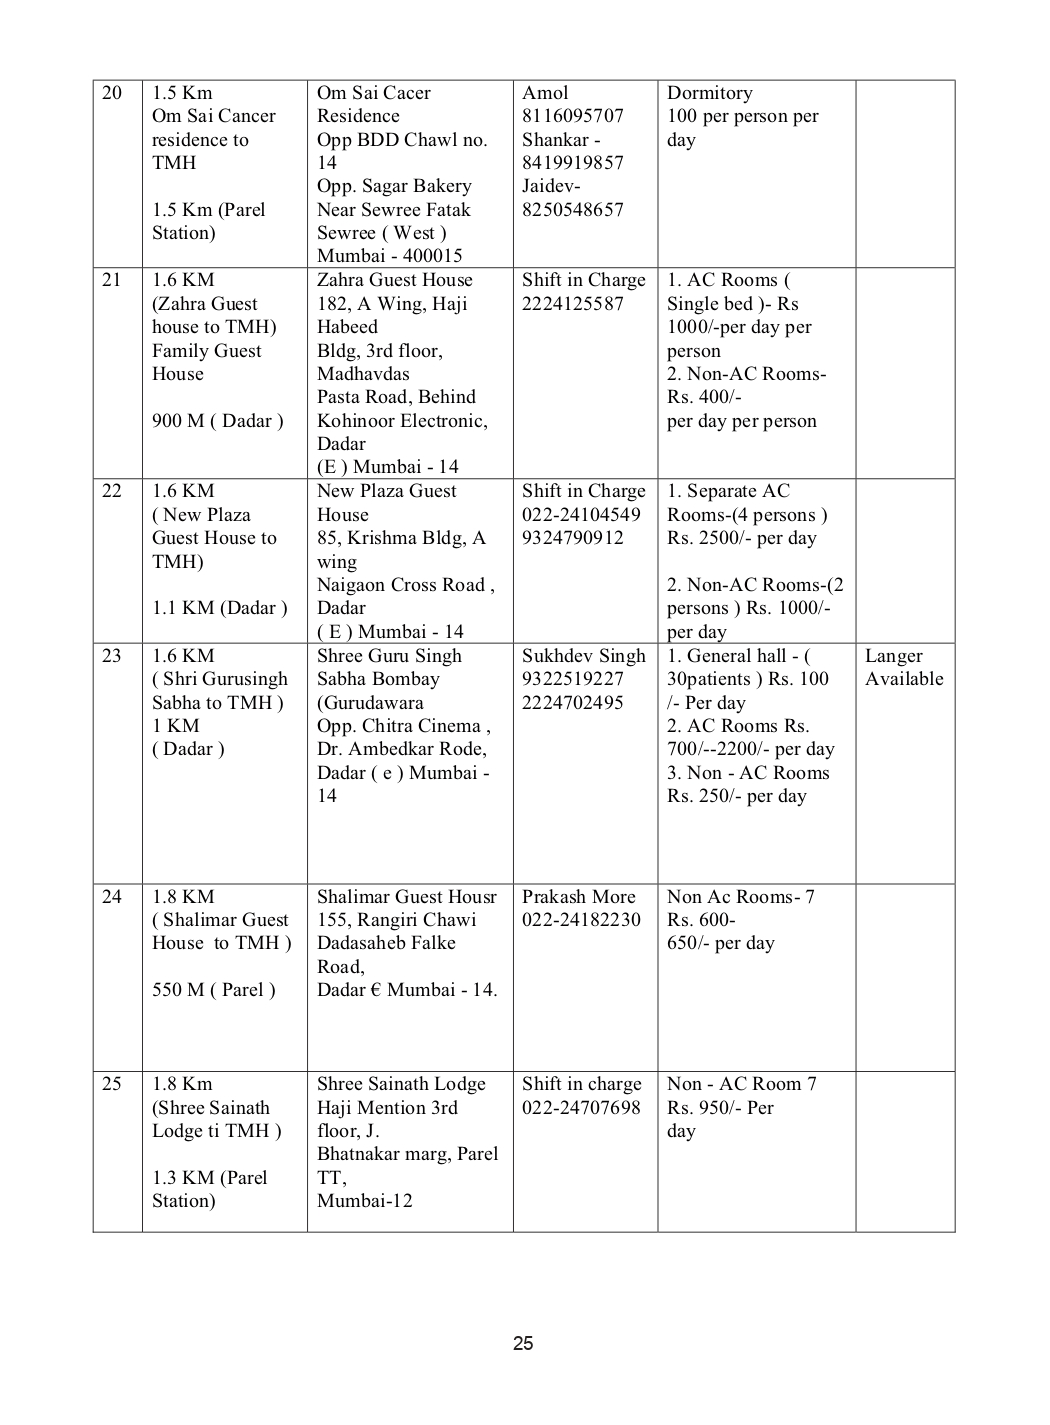 20
1.5 Km
Om Sai Cancer
residence to
TMH
1.5 Km (Parel
Station)
Om Sai Cacer
Residence
Opp BDD Chawl no.
14
Opp. Sagar Bakery
Near Sewree Fatak
Sewree ( West )
Mumbai - 400015
Amol
8116095707
Shankar -
8419919857
Jaidev-
8250548657
Dormitory
100 per person per
day
21
1.6 KM
(Zahra Guest
house to TMH)
Family Guest
House
900 M ( Dadar )
Zahra Guest House
182, A Wing, Haji
Habeed
Bldg, 3rd floor,
Madhavdas
Pasta Road, Behind
Kohinoor Electronic,
Dadar
(E ) Mumbai - 14
Shift in Charge
2224125587
1. AC Rooms (
Single bed )- Rs
1000/-per day per
person
2. Non-AC Rooms-
Rs. 400/-
per day per person
22
1.6 KM
( New Plaza
Guest House to
TMH)
1.1 KM (Dadar )
New Plaza Guest
House
85, Krishma Bldg, A
wing
Naigaon Cross Road ,
Dadar
( E ) Mumbai - 14
Shift in Charge
022-24104549
9324790912
1. Separate AC
Rooms-(4 persons )
Rs. 2500/- per day
2. Non-AC Rooms-(2
persons ) Rs. 1000/-
per day
23
1.6 KM
( Shri Gurusingh
Sabha to TMH )
1 KM
( Dadar )
Shree Guru Singh
Sabha Bombay
(Gurudawara
Opp. Chitra Cinema ,
Dr. Ambedkar Rode,
Dadar ( e ) Mumbai -
14
Sukhdev Singh
9322519227
2224702495
1. General hall - (
30patients ) Rs. 100
/- Per day
2. AC Rooms Rs.
700/--2200/- per day
3. Non - AC Rooms
Rs. 250/- per day
Langer
Available
24
1.8 KM
( Shalimar Guest
House to TMH )
550 M ( Parel )
Shalimar Guest Housr
155, Rangiri Chawi
Dadasaheb Falke
Road,
Dadar € Mumbai - 14.
Prakash More
022-24182230
Non Ac Rooms- 7
Rs. 600-
650/- per day
25
1.8 Km
(Shree Sainath
Lodge ti TMH )
1.3 KM (Parel
Station)
Shree Sainath Lodge
Haji Mention 3rd
floor, J.
Bhatnakar marg, Parel
TT,
Mumbai-12
Shift in charge
022-24707698
Non - AC Room 7
Rs. 950/- Per
day
25